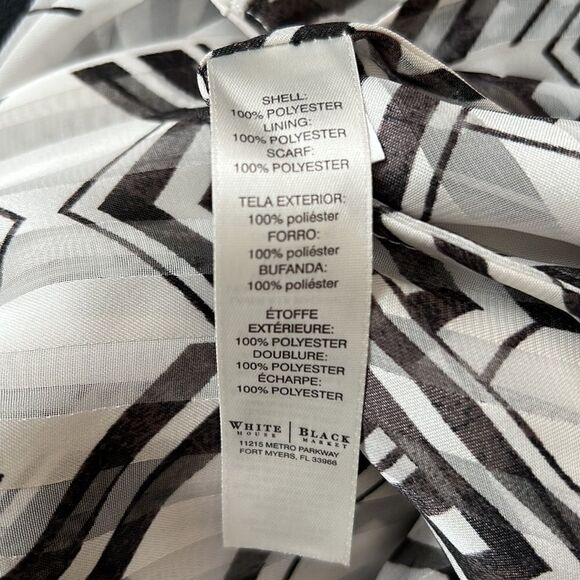 SHELL:
100% POLYESTER
LINING:
100% POLYESTER
SCARF:
100% POLYESTER
TELA EXTERIOR:
100% poliéster
FORRO:
100% poliéster
BUFANDA:
100% poliéster
ÉTOFFE
EXTÉRIEURE:
100% POLYESTER
DOUBLURE:
100% POLYESTER
ÉCHARPE:
100% POLYESTER
WHITE | BLACK
HOUSE | MARKET
11215 METRO PARKWAY
FORT MYERS, FL 33966